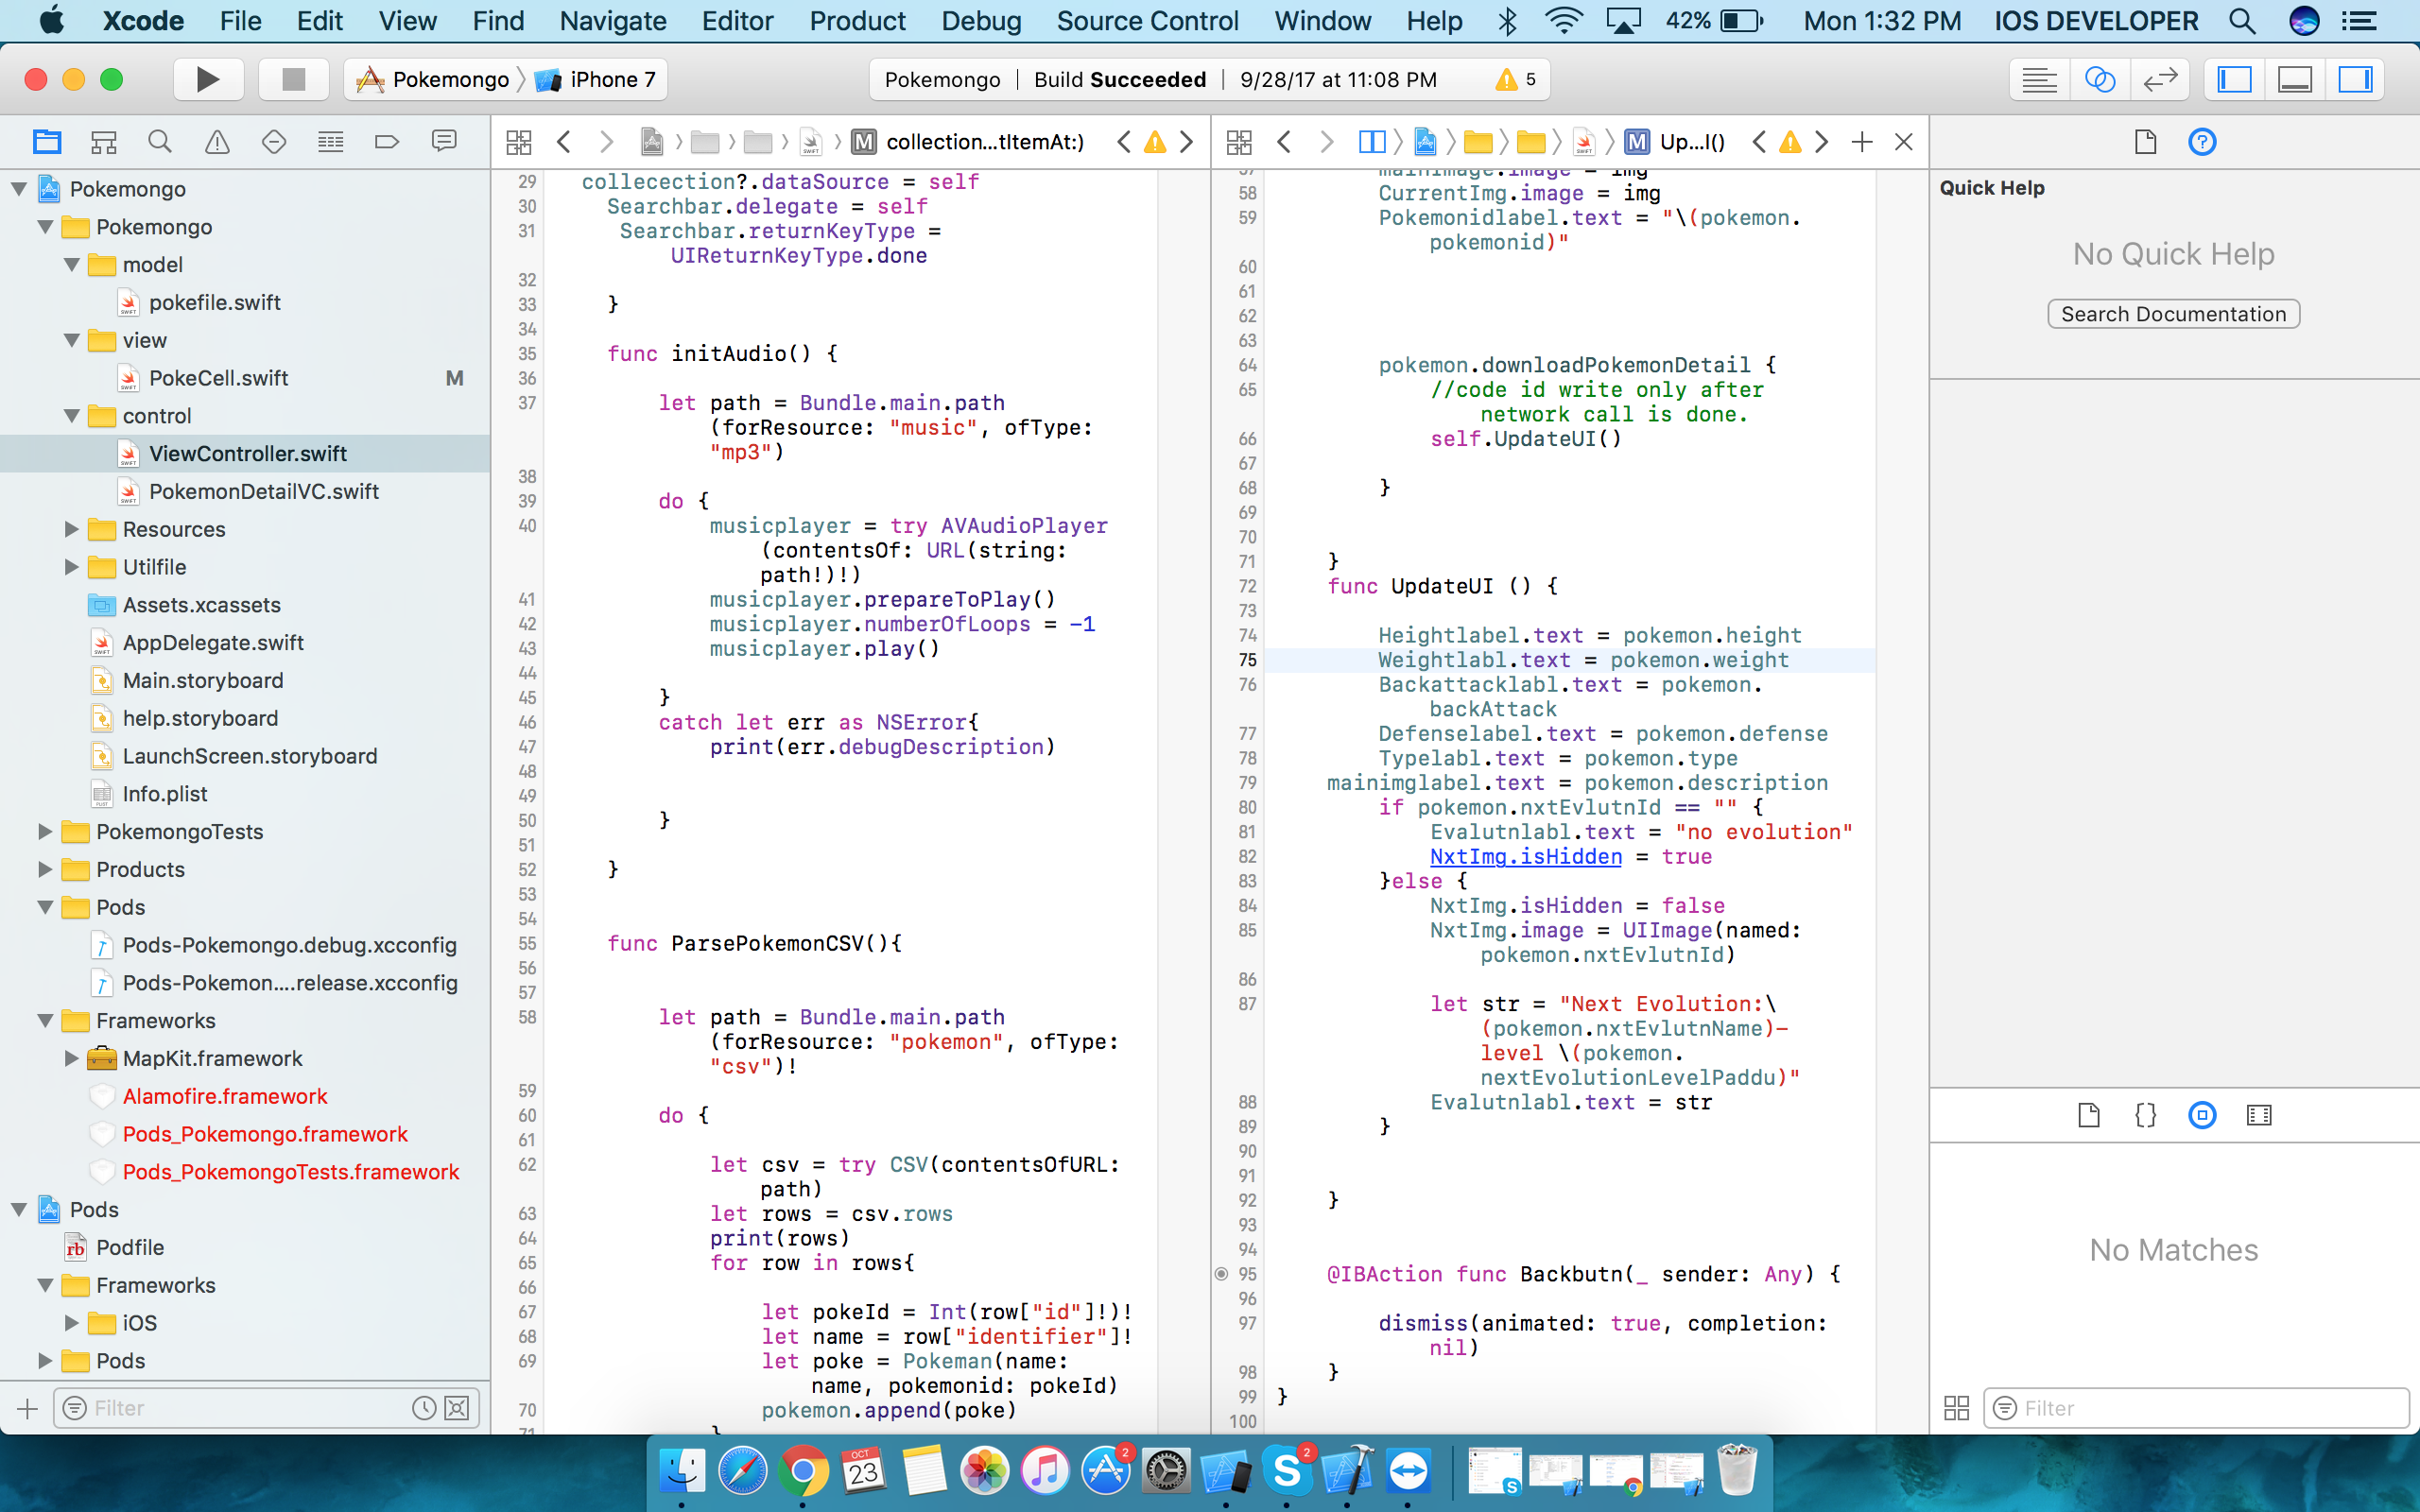 Xcode File Edit View Find Navigate Editor Product Debug Source Control Window Help 42% Mon 1:32 PM IOS DEVELOPER
Pokemongo iPhone 7 Pokemongo | Build Succeeded | 9/28/17 at 11:08 PM 5
collection...tItemAt:)
Up...I()
Pokemongo
Pokemongo
model
pokefile.swift
view
PokeCell.swift M
control
ViewController.swift
PokemonDetailVC.swift
Resources
Utilfile
Assets.xcassets
AppDelegate.swift
Main.storyboard
help.storyboard
LaunchScreen.storyboard
Info.plist
PokemongoTests
Products
Pods
Pods-Pokemongo.debug.xcconfig
Pods-Pokemon....release.xcconfig
Frameworks
MapKit.framework
Alamofire.framework
Pods_Pokemongo.framework
Pods_PokemongoTests.framework
Pods
Podfile
Frameworks
iOS
Pods
Filter
29 collecection?.dataSource = self
30 Searchbar.delegate = self
31 Searchbar.returnKeyType =
UIReturnKeyType.done
32
33 }
34
35 func initAudio() {
36
37 let path = Bundle.main.path
(forResource: "music", ofType:
"mp3")
38
39 do {
40 musicplayer = try AVAudioPlayer
(contentsOf: URL(string:
path!)!)
41 musicplayer.prepareToPlay()
42 musicplayer.numberOfLoops = -1
43 musicplayer.play()
44
45 }
46 catch let err as NSError{
47 print(err.debugDescription)
48
49
50 }
51
52 }
53
54
55 func ParsePokemonCSV(){
56
57
58 let path = Bundle.main.path
(forResource: "pokemon", ofType:
"csv")!
59
60 do {
61
62 let csv = try CSV(contentsOfURL:
path)
63 let rows = csv.rows
64 print(rows)
65 for row in rows{
66
67 let pokeId = Int(row["id"]!)!
68 let name = row["identifier"]!
69 let poke = Pokeman(name:
name, pokemonid: pokeId)
70 pokemon.append(poke)
71 }
57 mainimage.image = img
58 CurrentImg.image = img
59 Pokemonidlabel.text = "\(pokemon.
pokemonid)"
60
61
62
63
64 pokemon.downloadPokemonDetail {
65 //code id write only after
network call is done.
66 self.UpdateUI()
67
68 }
69
70
71 }
72 func UpdateUI () {
73
74 Heightlabel.text = pokemon.height
75 Weightlabl.text = pokemon.weight
76 Backattacklabl.text = pokemon.
backAttack
77 Defenselabel.text = pokemon.defense
78 Typelabl.text = pokemon.type
79 mainimglabel.text = pokemon.description
80 if pokemon.nxtEvlutnId == "" {
81 Evalutnlabl.text = "no evolution"
82 NxtImg.isHidden = true
83 }else {
84 NxtImg.isHidden = false
85 NxtImg.image = UIImage(named:
pokemon.nxtEvlutnId)
86
87 let str = "Next Evolution:\
(pokemon.nxtEvlutnName)-
level \(pokemon.
nextEvolutionLevelPaddu)"
88 Evalutnlabl.text = str
89 }
90
91
92 }
93
94
95 @IBAction func Backbutn(_ sender: Any) {
96
97 dismiss(animated: true, completion:
nil)
98 }
99 }
100
Quick Help
No Quick Help
Search Documentation
No Matches
Filter
OCT
23
2
2